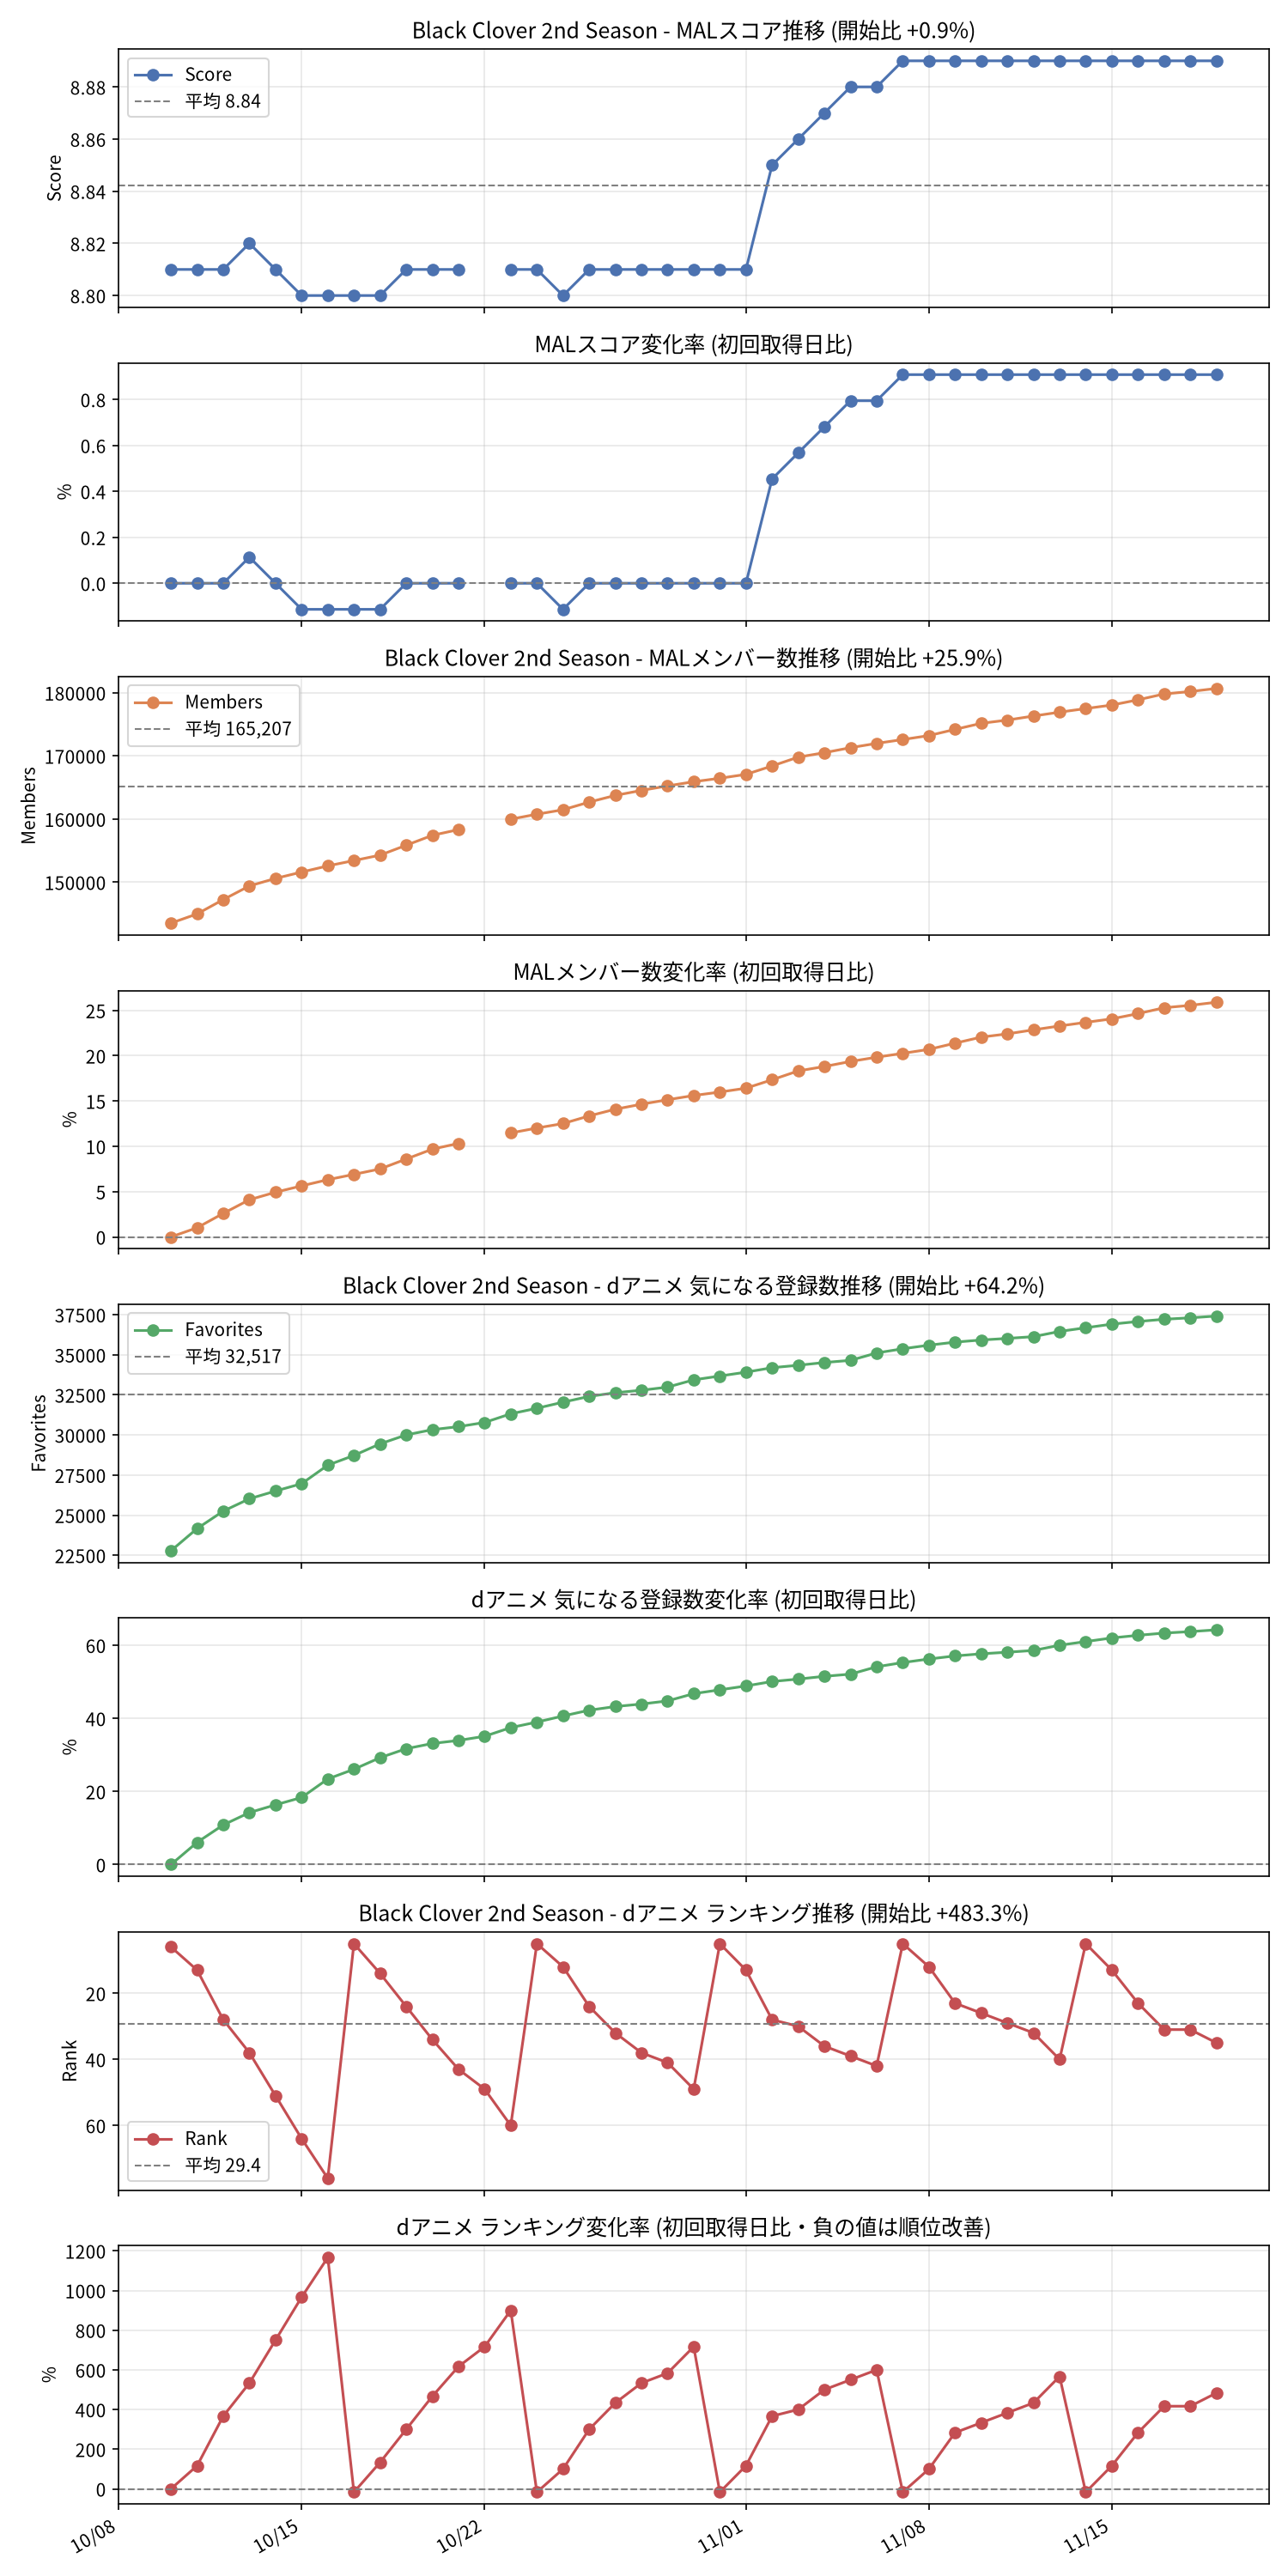 Black Clover 2nd Season - MALスコア推移 (開始比 +0.9%)
Score
平均 8.84
Score
8.88
8.86
8.84
8.82
8.80
MALスコア変化率 (初回取得日比)
%
0.8
0.6
0.4
0.2
0.0
Black Clover 2nd Season - MALメンバー数推移 (開始比 +25.9%)
Members
平均 165,207
Members
180000
170000
160000
150000
MALメンバー数変化率 (初回取得日比)
%
25
20
15
10
5
0
Black Clover 2nd Season - dアニメ 気になる登録数推移 (開始比 +64.2%)
Favorites
平均 32,517
Favorites
37500
35000
32500
30000
27500
25000
22500
dアニメ 気になる登録数変化率 (初回取得日比)
%
60
40
20
0
Black Clover 2nd Season - dアニメ ランキング推移 (開始比 +483.3%)
Rank
20
40
60
Rank
平均 29.4
dアニメ ランキング変化率 (初回取得日比・負の値は順位改善)
%
1200
1000
800
600
400
200
0
10/08
10/15
10/22
11/01
11/08
11/15